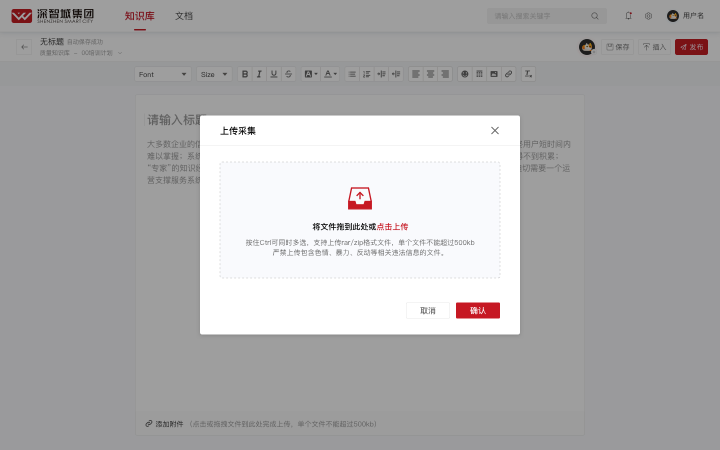 深智城集团
SHENZHEN SMART CITY
知识库
文档
请输入搜索关键字
用户名
无标题 自动保存成功
质量知识库 → 00培训计划
保存
插入
发布
Font
Size
请输入标题
大多数企业的信
用户短时间内
难以掌握；系统
得不到积累；
“专家”的知识
切需要一个运
营支撑服务系统
上传采集
将文件拖到此处或点击上传
按住Ctrl可同时多选，支持上传rar/zip格式文件，单个文件不能超过500kb
严禁上传包含色情、暴力、反动等相关违法信息的文件。
取消
确认
添加附件 （点击或拖拽文件到此处完成上传，单个文件不能超过500kb）